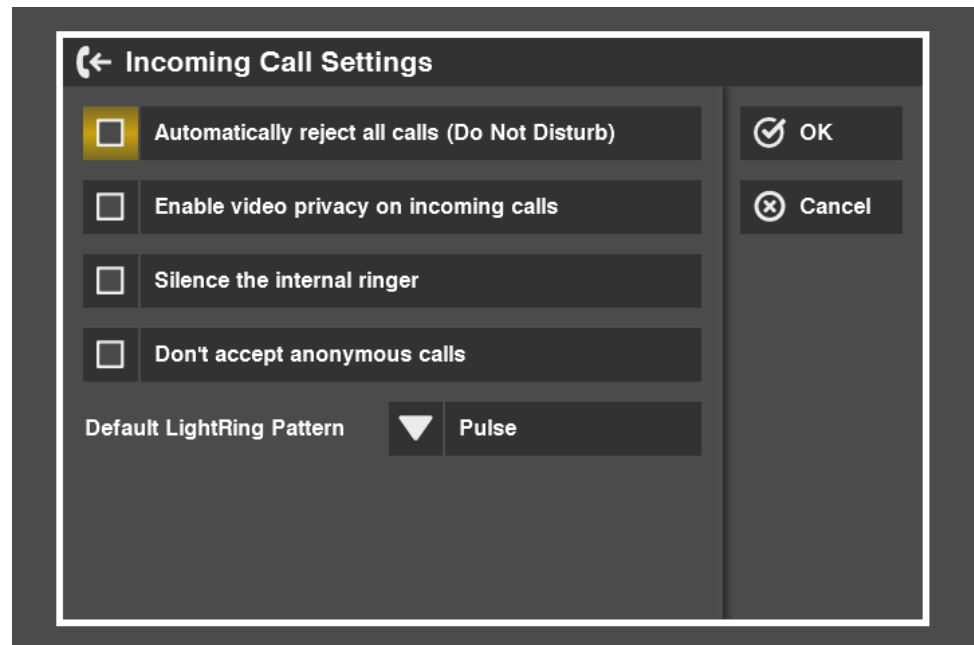 Incoming Call Settings
Automatically reject all calls (Do Not Disturb)
OK
Enable video privacy on incoming calls
Cancel
Silence the internal ringer
Don't accept anonymous calls
Default LightRing Pattern
Pulse